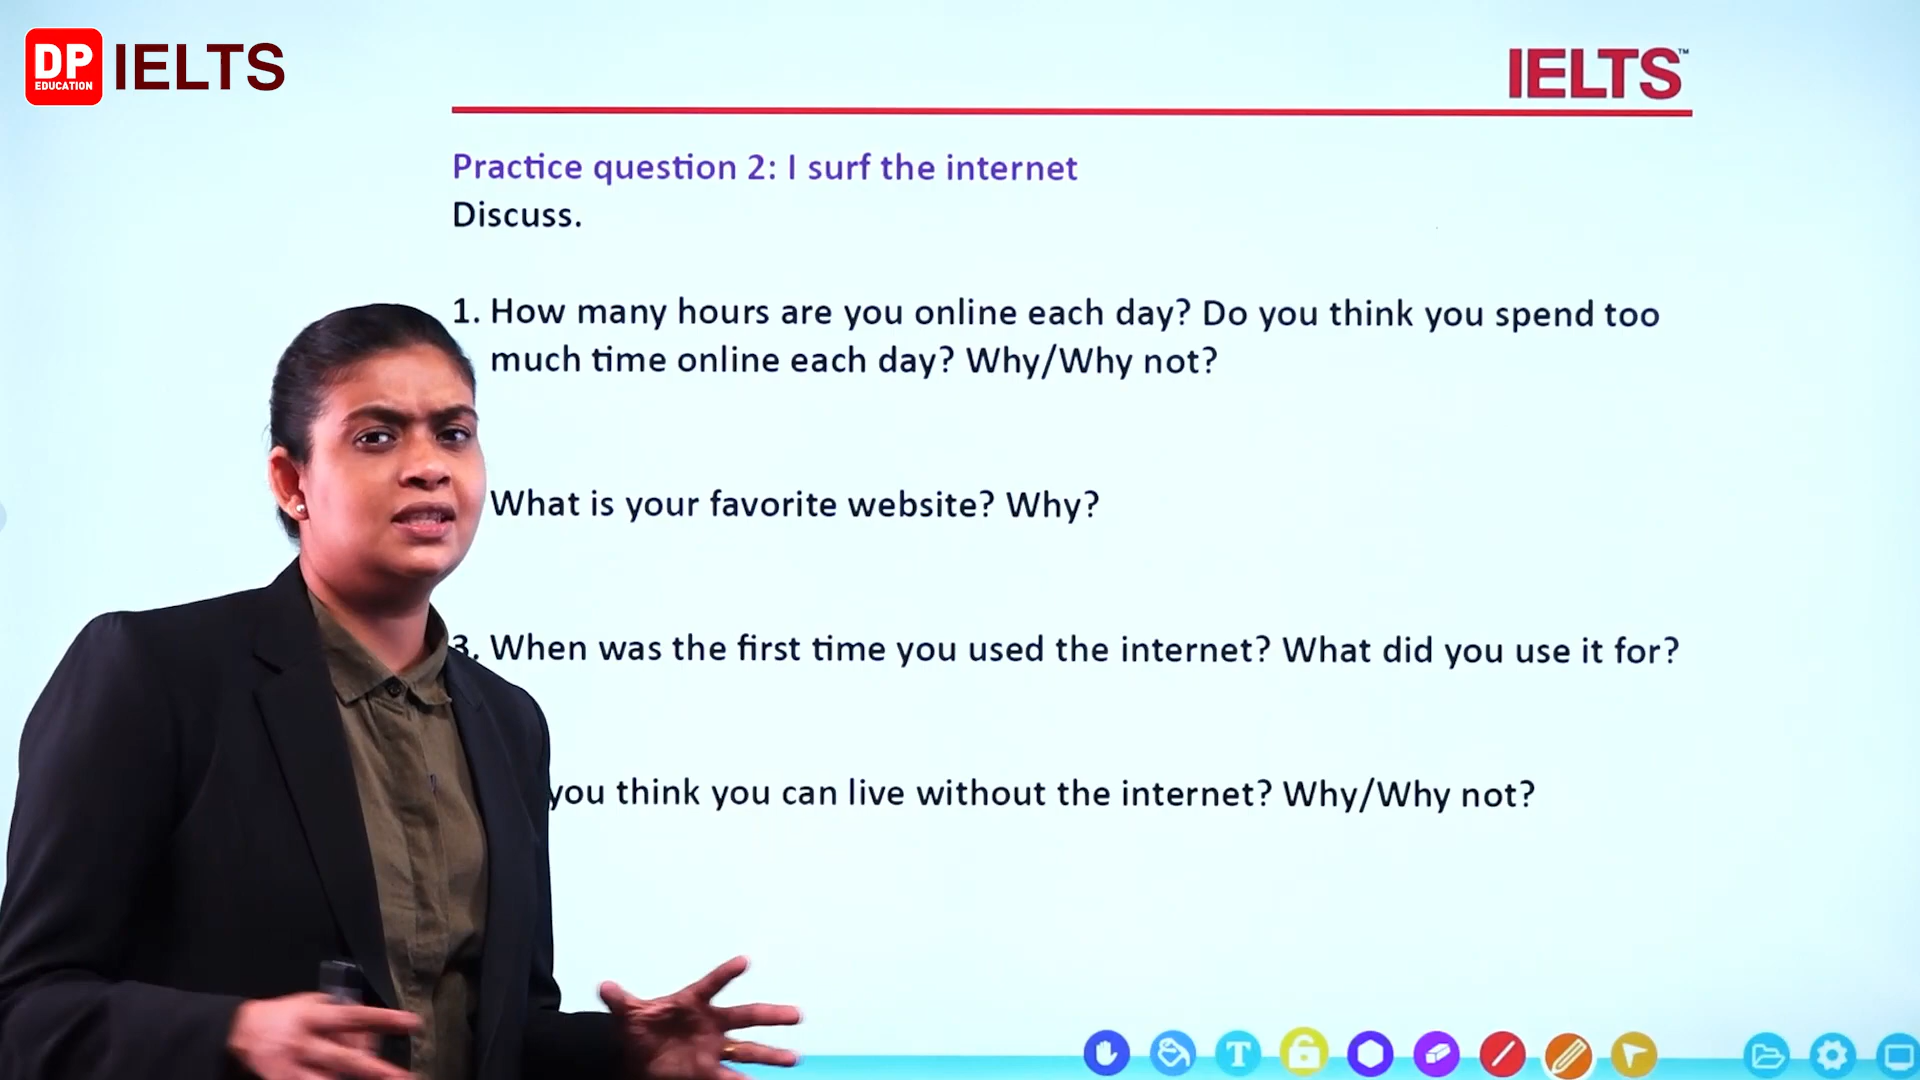 DP
EDUCATION
IELTS
IELTS™
Practice question 2: I surf the internet
Discuss.
1. How many hours are you online each day? Do you think you spend too
much time online each day? Why/Why not?
What is your favorite website? Why?
3. When was the first time you used the internet? What did you use it for?
you think you can live without the internet? Why/Why not?
T